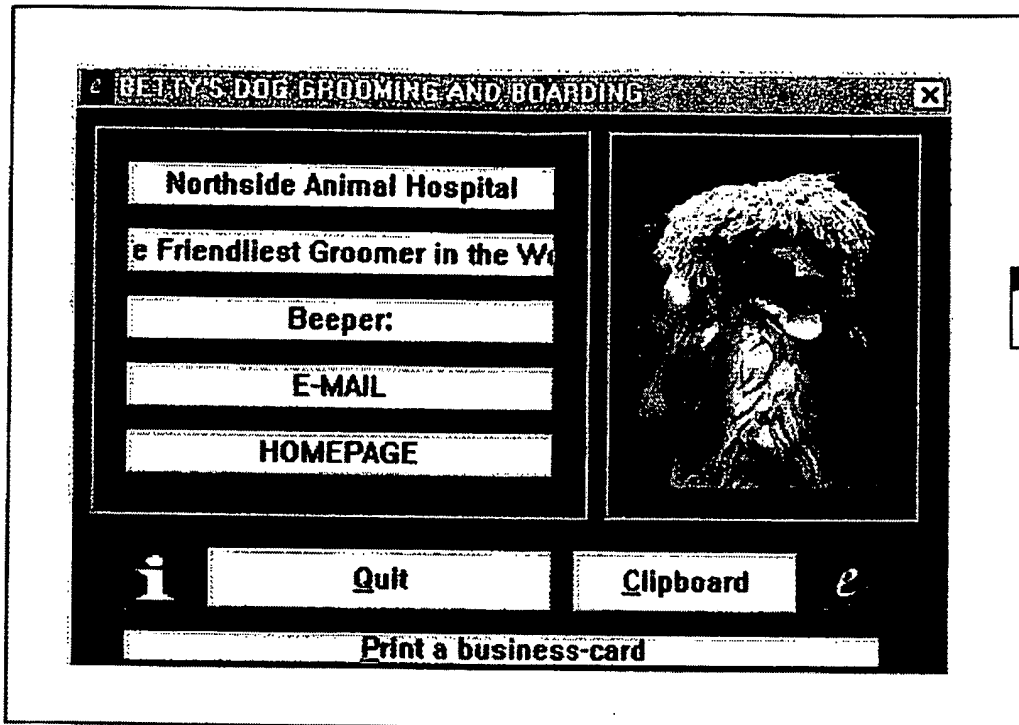 e BETTY'S DOG GROOMING AND BOARDING
Northside Animal Hospital
e Friendliest Groomer in the Wo
Beeper:
E-MAIL
HOMEPAGE
i Quit Clipboard e
Print a business-card